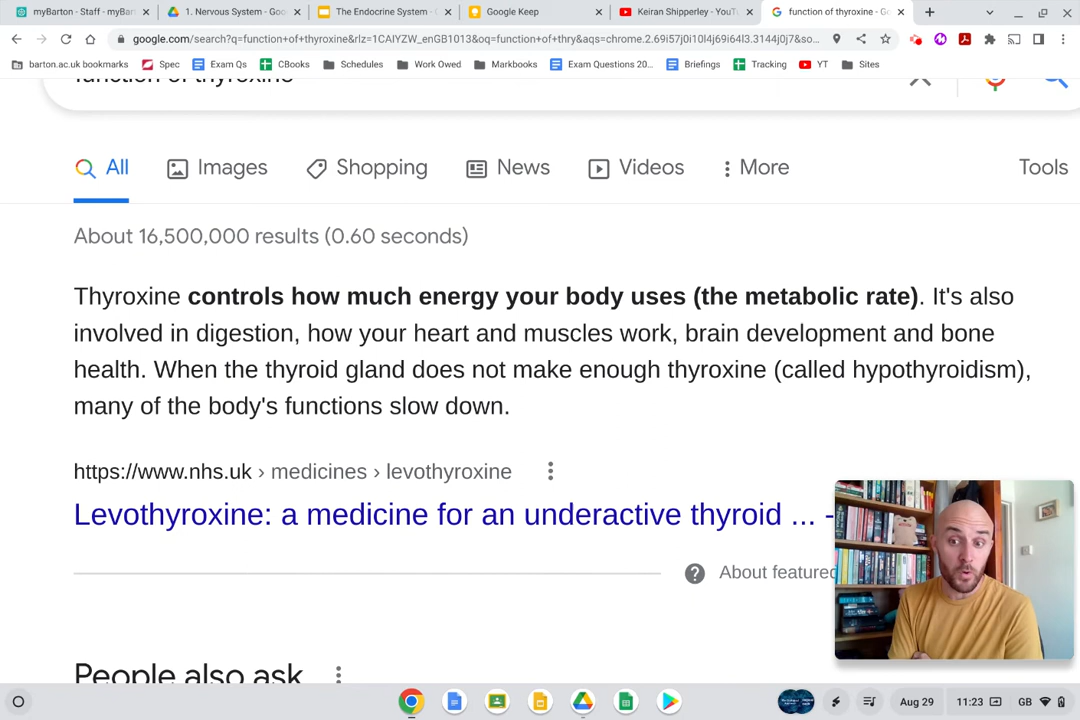 myBarton - Staff - myBar
1. Nervous System - Goo
The Endocrine System -
Google Keep
Keiran Shipperley - YouTu
function of thyroxine - Go
google.com/search?q=function+of+thyroxine&rlz=1CAIYZW_enGB1013&oq=function+of+thry&aqs=chrome.2.69i57j0i10l4j69i64l3.3144j0j7&so...
barton.ac.uk bookmarks Spec Exam Qs CBooks Schedules Work Owed Markbooks Exam Questions 20... Briefings Tracking YT Sites
function of thyroxine
All Images Shopping News Videos More Tools
About 16,500,000 results (0.60 seconds)
Thyroxine controls how much energy your body uses (the metabolic rate). It's also
involved in digestion, how your heart and muscles work, brain development and bone
health. When the thyroid gland does not make enough thyroxine (called hypothyroidism),
many of the body's functions slow down.
https://www.nhs.uk › medicines › levothyroxine
Levothyroxine: a medicine for an underactive thyroid ... -
About featured
People also ask
Aug 29 11:23 GB